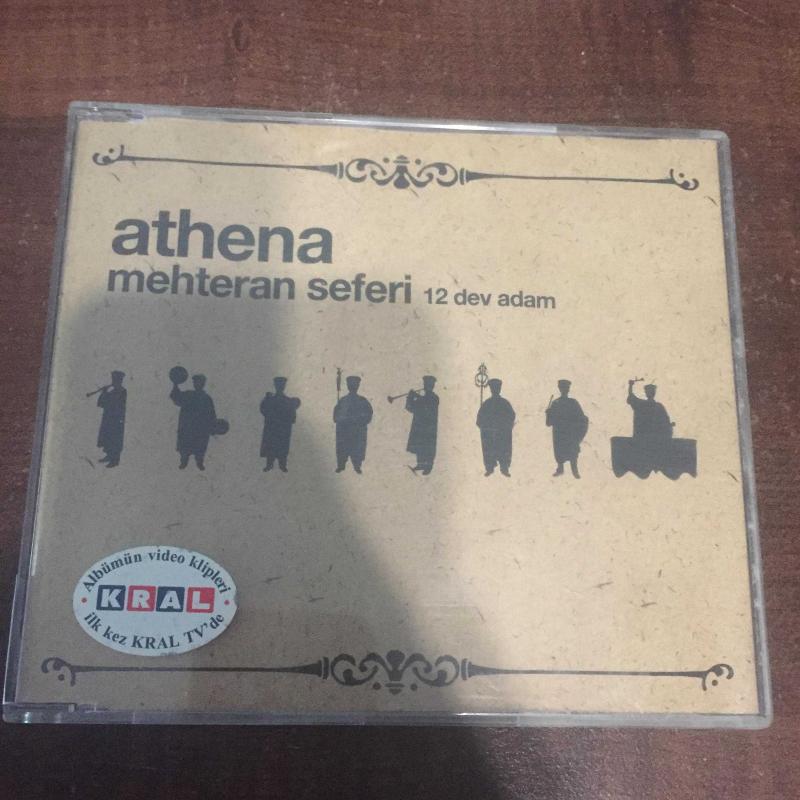 athena
mehteran seferi 12 dev adam
Albümün video klipleri
KRAL
ilk kez KRAL TV'de